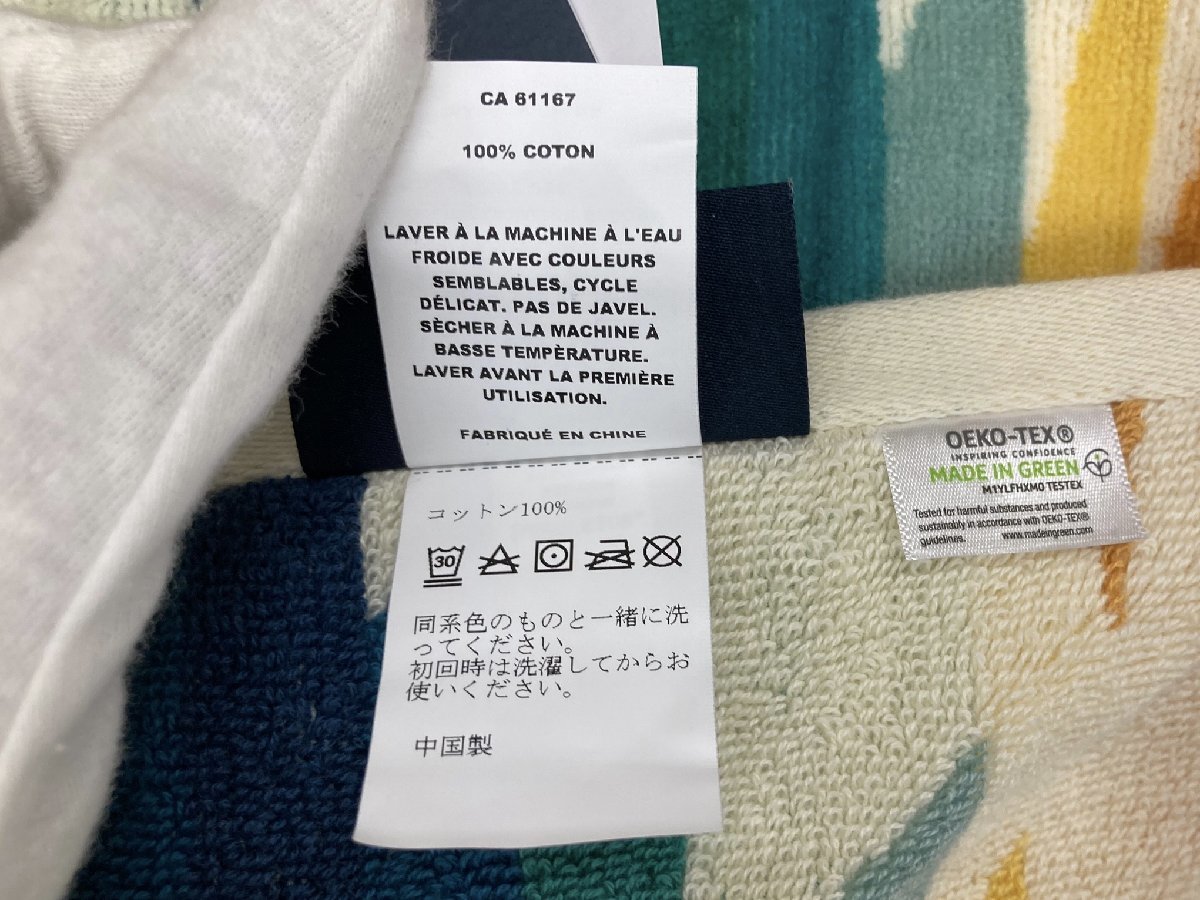 CA 61167
100% COTON
LAVER À LA MACHINE À L'EAU
FROIDE AVEC COULEURS
SEMBLABLES, CYCLE
DÉLICAT. PAS DE JAVEL.
SÈCHER À LA MACHINE À
BASSE TEMPÈRATURE.
LAVER AVANT LA PREMIÈRE
UTILISATION.
FABRIQUÉ EN CHINE
コットン100%
30
同系色のものと一緒に洗
ってください。
初回時は洗濯してからお
使いください。
中国製
OEKO-TEX®
INSPIRING CONFIDENCE
MADE IN GREEN
M1YLFHXM0 TESTEX
Tested for harmful substances and produced
sustainably in accordance with OEKO-TEX®
guidelines. www.madeingreen.com